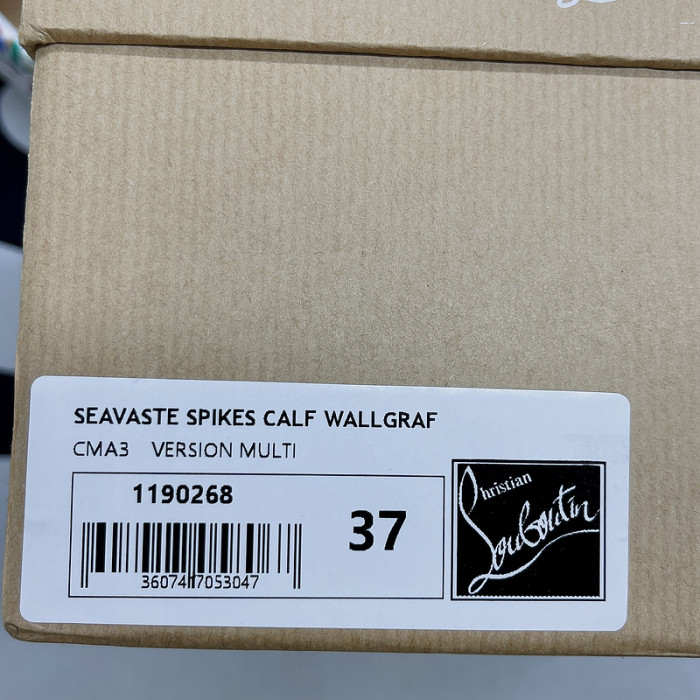 SEAVASTE SPIKES CALF WALLGRAF
CMA3 VERSION MULTI
1190268
37
3607417053047
Christian
Louboutin